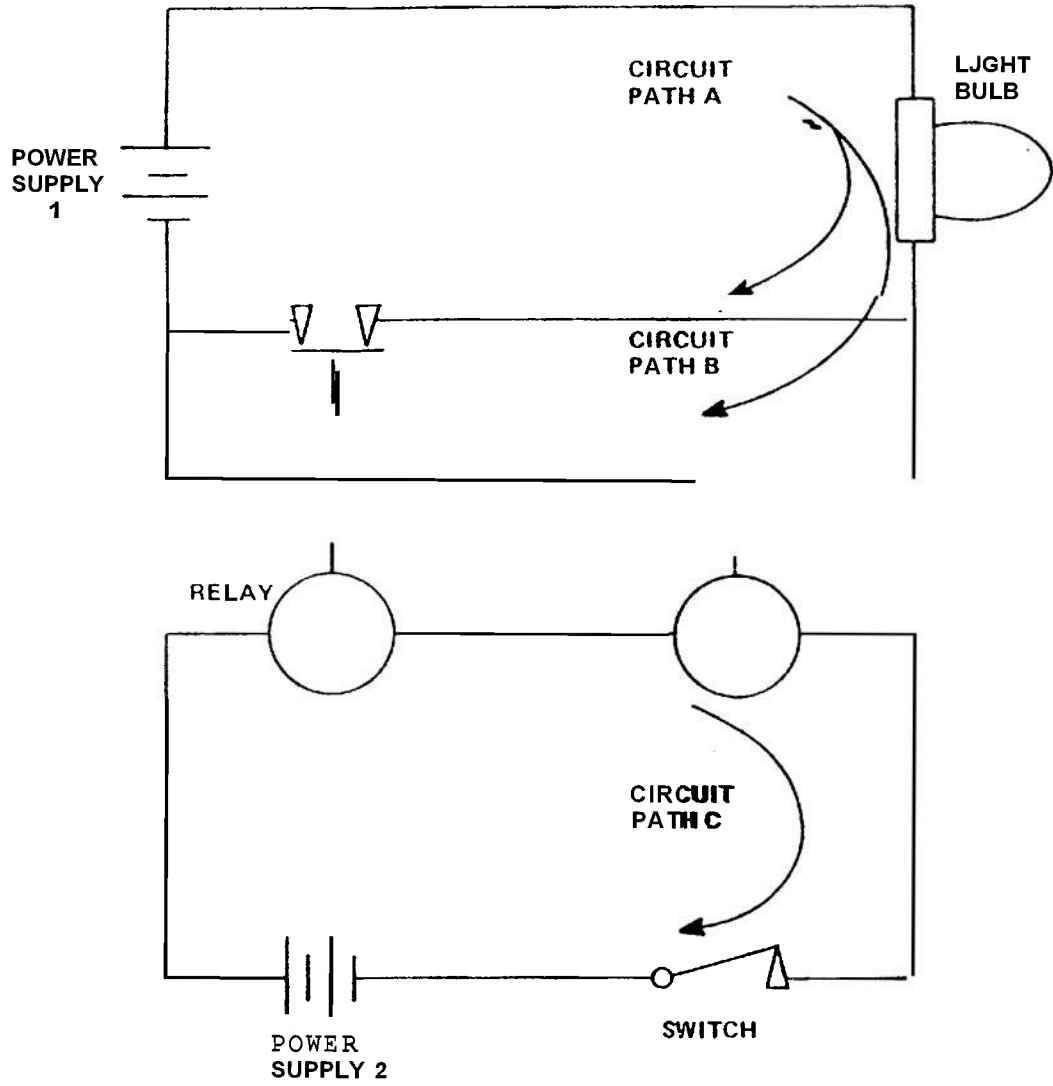 CIRCUIT
PATH A
LJGHT
BULB
POWER
SUPPLY
1
CIRCUIT
PATH B
RELAY
CIRCUIT
PATH C
SWITCH
POWER
SUPPLY 2